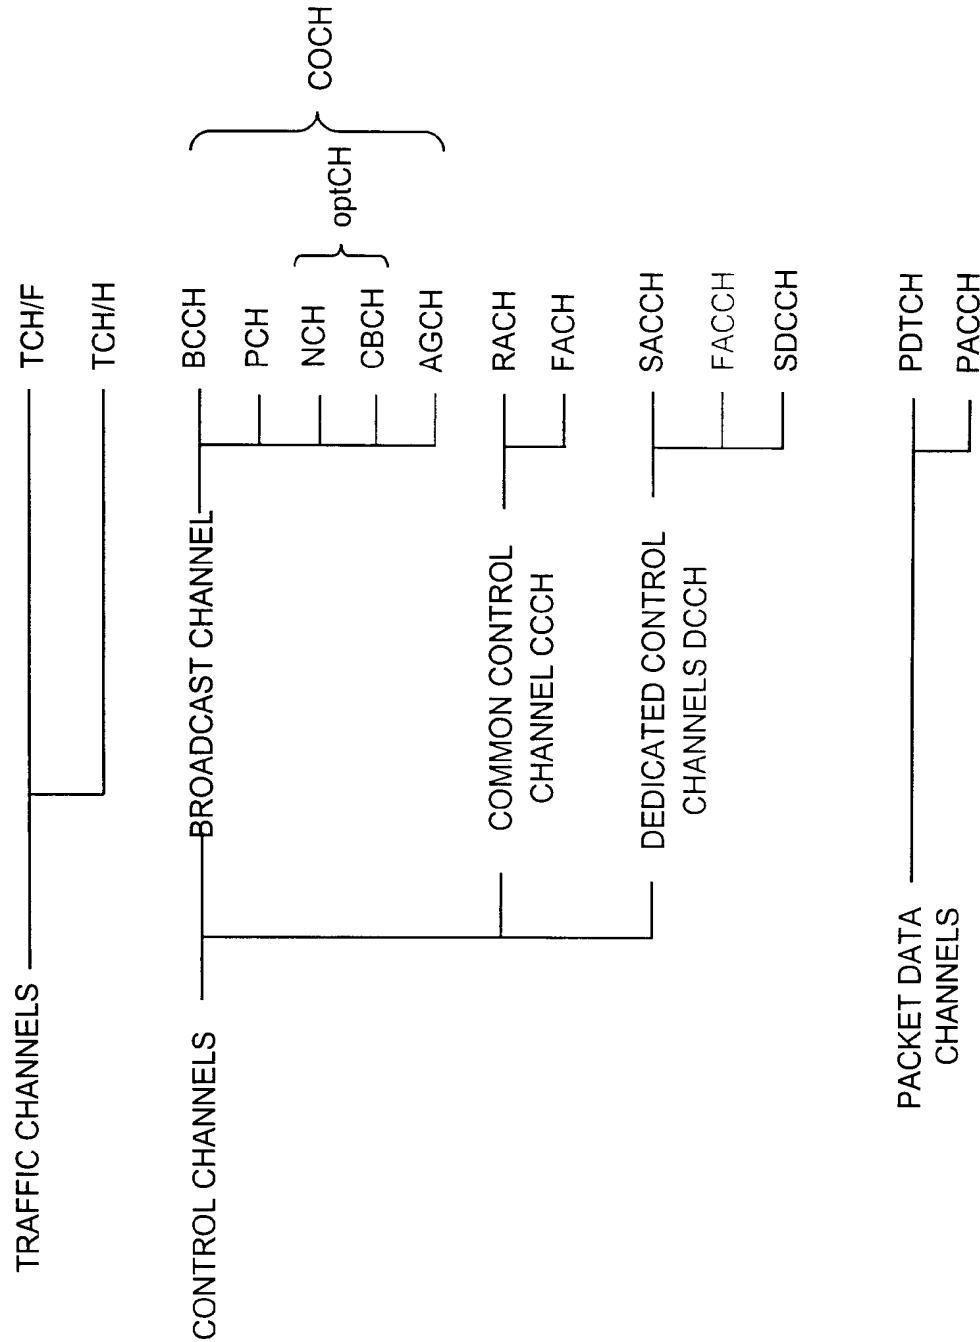 TRAFFIC CHANNELS
TCH/F
TCH/H
CONTROL CHANNELS
BROADCAST CHANNEL
BCCH
PCH
NCH
CBCH
AGCH
optCH
COCH
COMMON CONTROL
CHANNEL CCCH
RACH
FACH
DEDICATED CONTROL
CHANNELS DCCH
SACCH
FACCH
SDCCH
PACKET DATA
CHANNELS
PDTCH
PACCH